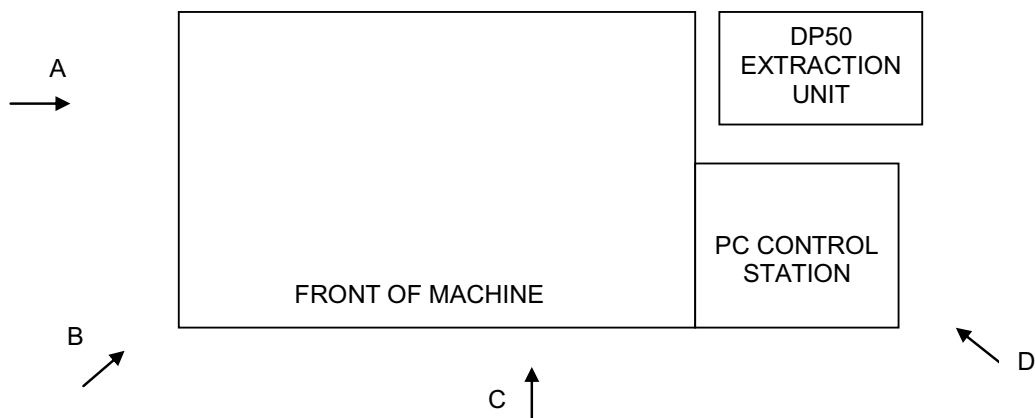 DP50
EXTRACTION
UNIT
A
PC CONTROL
STATION
FRONT OF MACHINE
B
D
C